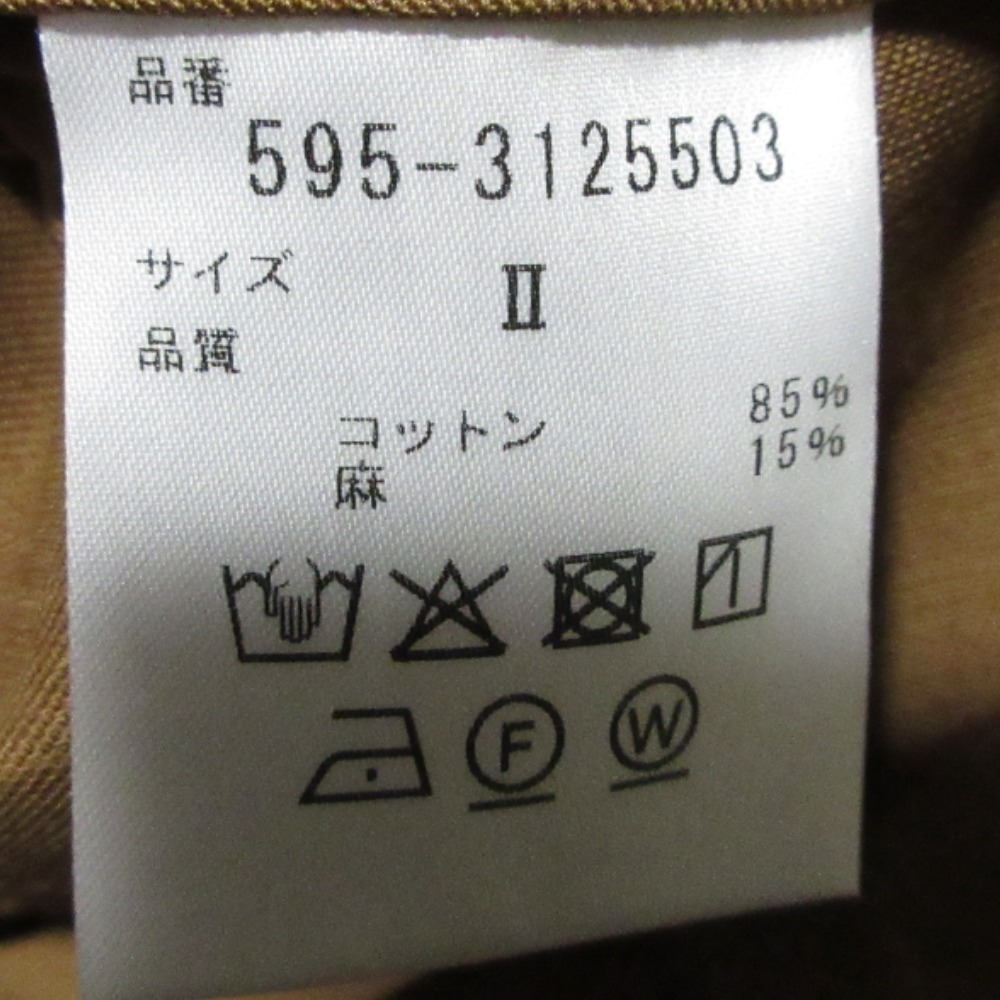 品番
595-3125503
サイズ II
品質
コットン 85%
麻 15%
F W